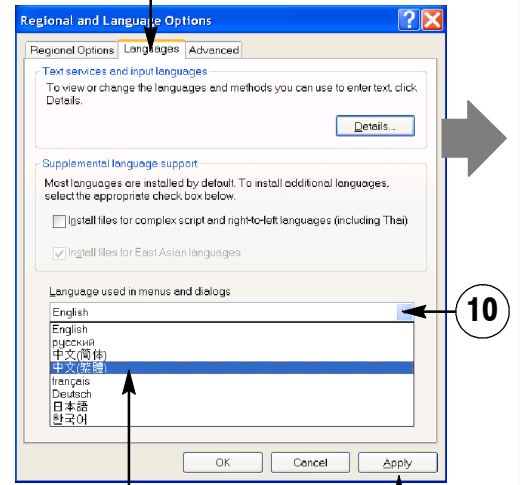 Regional and Language Options
Regional Options Languages Advanced
Text services and input languages
To view or change the languages and methods you can use to enter text, click
Details.
Details...
Supplemental language support
Most languages are installed by default. To install additional languages,
select the appropriate check box below.
Install files for complex script and right-to-left languages (including Thai)
Install files for East Asian languages
Language used in menus and dialogs
English
10
English
русский
中文(简体)
中文(繁體)
français
Deutsch
日本語
한국어
OK Cancel Apply